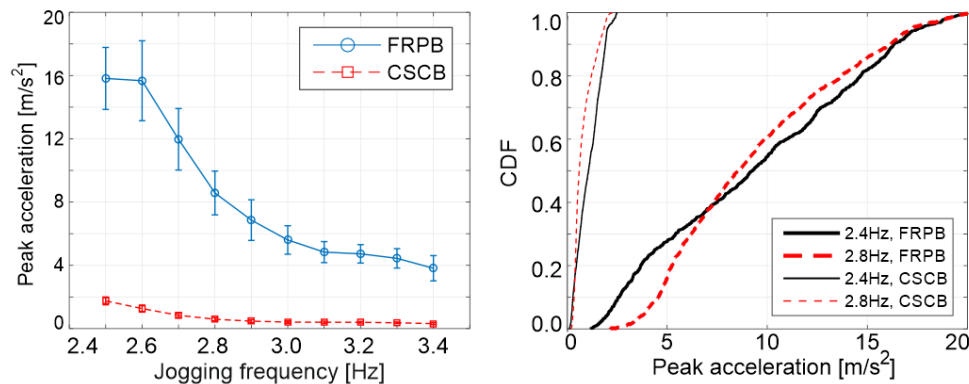 20
16
12
8
4
0
Peak acceleration [m/s²]
FRPB
CSCB
2.4 2.6 2.8 3.0 3.2 3.4
Jogging frequency [Hz]
1.0
0.8
0.6
0.4
0.2
0.0
CDF
2.4Hz, FRPB
2.8Hz, FRPB
2.4Hz, CSCB
2.8Hz, CSCB
0 5 10 15 20
Peak acceleration [m/s²]